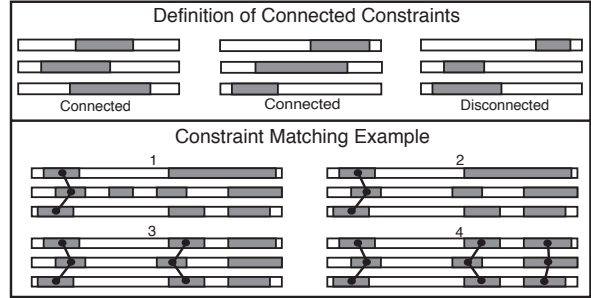 Definition of Connected Constraints
Connected
Connected
Disconnected
Constraint Matching Example
1
2
3
4